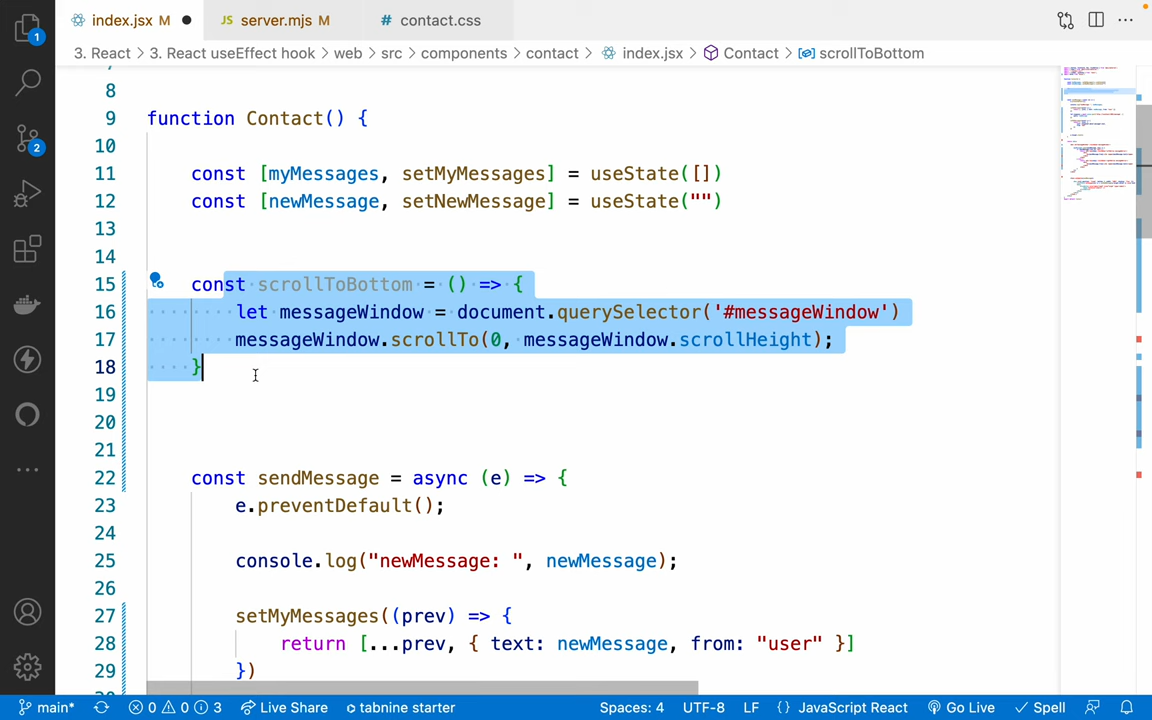 index.jsx M
JS server.mjs M
# contact.css
3. React > 3. React useEffect hook > web > src > components > contact > index.jsx > Contact > scrollToBottom
8
9 function Contact() {
10
11 const [myMessages, setMyMessages] = useState([])
12 const [newMessage, setNewMessage] = useState("")
13
14
15 const scrollToBottom = () => {
16 let messageWindow = document.querySelector('#messageWindow')
17 messageWindow.scrollTo(0, messageWindow.scrollHeight);
18 }
19
20
21
22 const sendMessage = async (e) => {
23 e.preventDefault();
24
25 console.log("newMessage: ", newMessage);
26
27 setMyMessages((prev) => {
28 return [...prev, { text: newMessage, from: "user" }]
29 })
1
2
main* 0 0 3 Live Share tabnine starter Spaces: 4 UTF-8 LF {} JavaScript React Go Live Spell